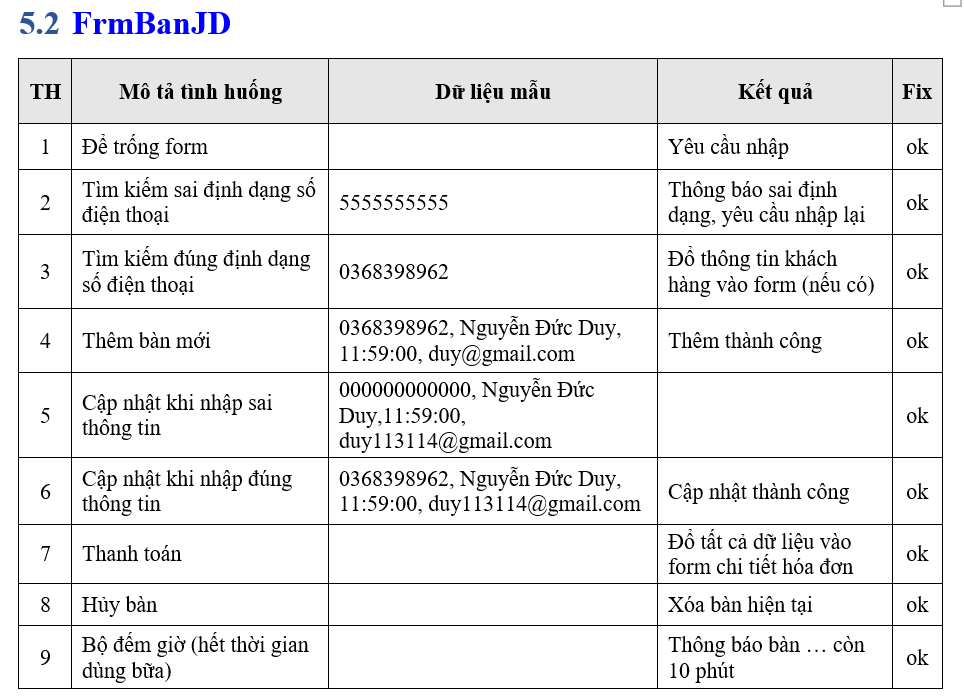 5.2 FrmBanJD
TH Mô tả tình huống Dữ liệu mẫu Kết quả Fix
1 Để trống form Yêu cầu nhập ok
2 Tìm kiếm sai định dạng số điện thoại 5555555555 Thông báo sai định dạng, yêu cầu nhập lại ok
3 Tìm kiếm đúng định dạng số điện thoại 0368398962 Đổ thông tin khách hàng vào form (nếu có) ok
4 Thêm bàn mới 0368398962, Nguyễn Đức Duy, 11:59:00, duy@gmail.com Thêm thành công ok
5 Cập nhật khi nhập sai thông tin 000000000000, Nguyễn Đức Duy,11:59:00, duy113114@gmail.com ok
6 Cập nhật khi nhập đúng thông tin 0368398962, Nguyễn Đức Duy, 11:59:00, duy113114@gmail.com Cập nhật thành công ok
7 Thanh toán Đổ tất cả dữ liệu vào form chi tiết hóa đơn ok
8 Hủy bàn Xóa bàn hiện tại ok
9 Bộ đếm giờ (hết thời gian dùng bữa) Thông báo bàn … còn 10 phút ok